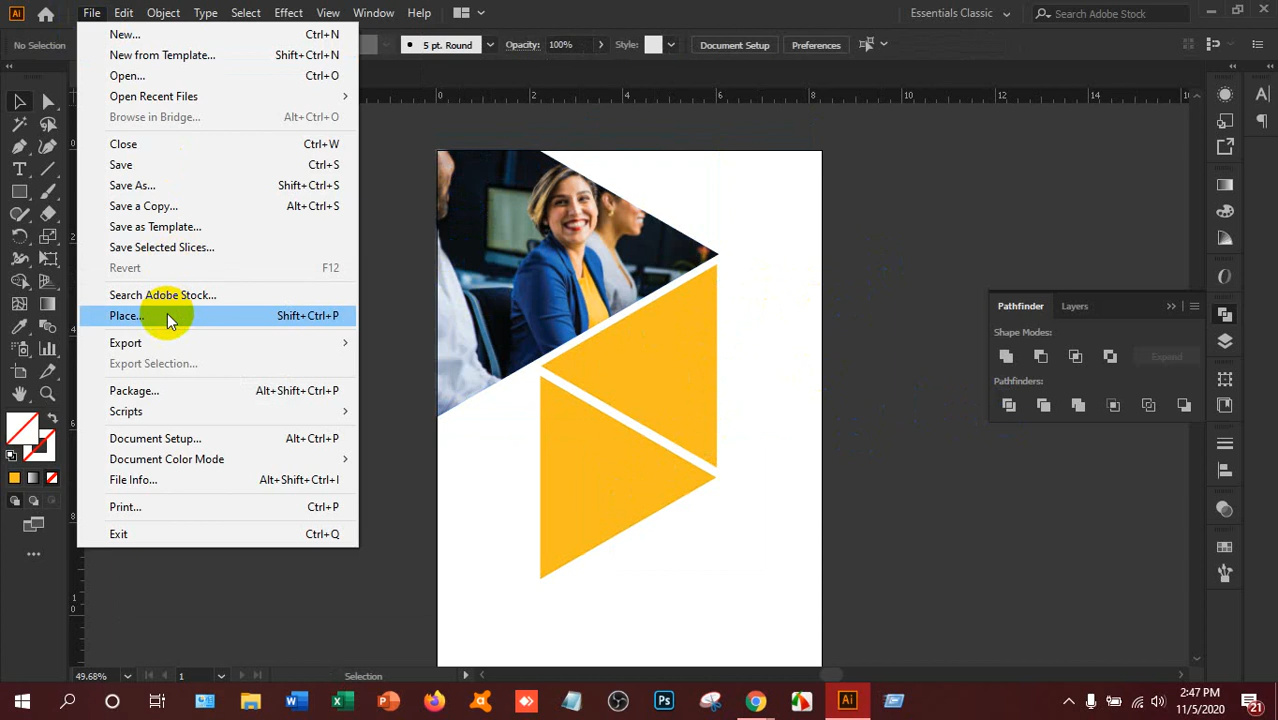 Ai File Edit Object Type Select Effect View Window Help Essentials Classic Search Adobe Stock
No Selection 5 pt. Round Opacity: 100% Style: Document Setup Preferences
New... Ctrl+N
New from Template... Shift+Ctrl+N
Open... Ctrl+O
Open Recent Files
Browse in Bridge... Alt+Ctrl+O
Close Ctrl+W
Save Ctrl+S
Save As... Shift+Ctrl+S
Save a Copy... Alt+Ctrl+S
Save as Template...
Save Selected Slices...
Revert F12
Search Adobe Stock...
Place... Shift+Ctrl+P
Export
Export Selection...
Package... Alt+Shift+Ctrl+P
Scripts
Document Setup... Alt+Ctrl+P
Document Color Mode
File Info... Alt+Shift+Ctrl+I
Print... Ctrl+P
Exit Ctrl+Q
0 2 4 6 8 10 12 14
Pathfinder Layers
Shape Modes:
Expand
Pathfinders:
49.68% 1 Selection
Ps Ai 2:47 PM
11/5/2020 21